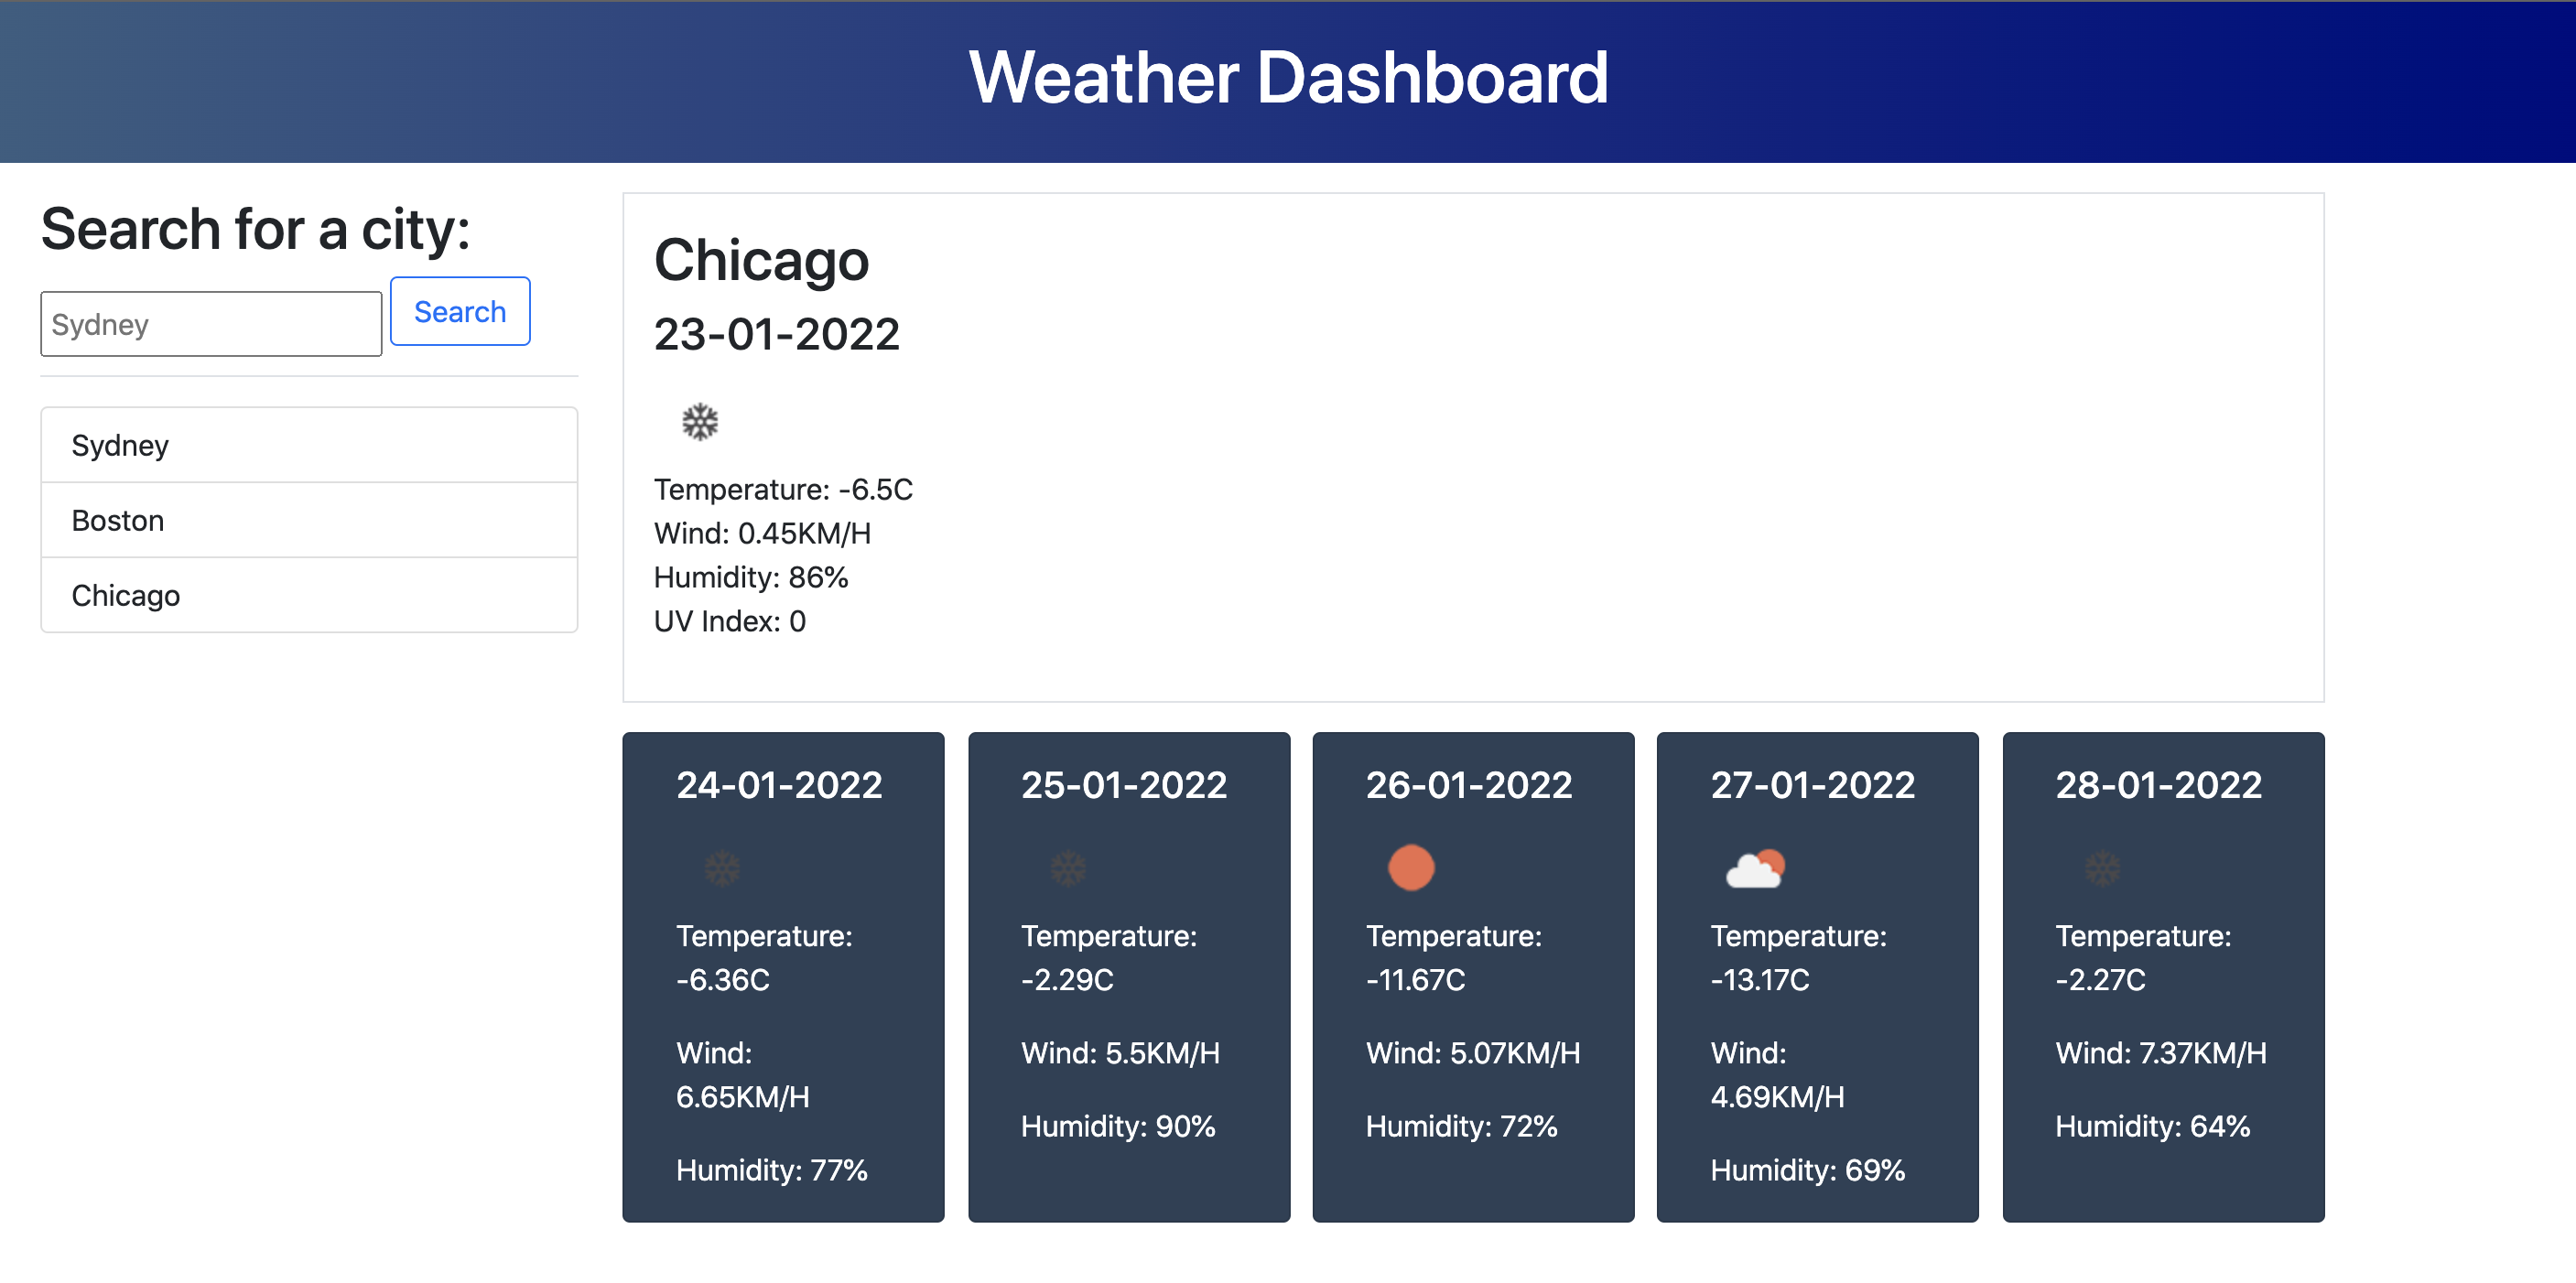 Weather Dashboard
Search for a city:
Sydney
Search
Sydney
Boston
Chicago
Chicago
23-01-2022
Temperature: -6.5C
Wind: 0.45KM/H
Humidity: 86%
UV Index: 0
24-01-2022
Temperature:
-6.36C
Wind:
6.65KM/H
Humidity: 77%
25-01-2022
Temperature:
-2.29C
Wind: 5.5KM/H
Humidity: 90%
26-01-2022
Temperature:
-11.67C
Wind: 5.07KM/H
Humidity: 72%
27-01-2022
Temperature:
-13.17C
Wind:
4.69KM/H
Humidity: 69%
28-01-2022
Temperature:
-2.27C
Wind: 7.37KM/H
Humidity: 64%